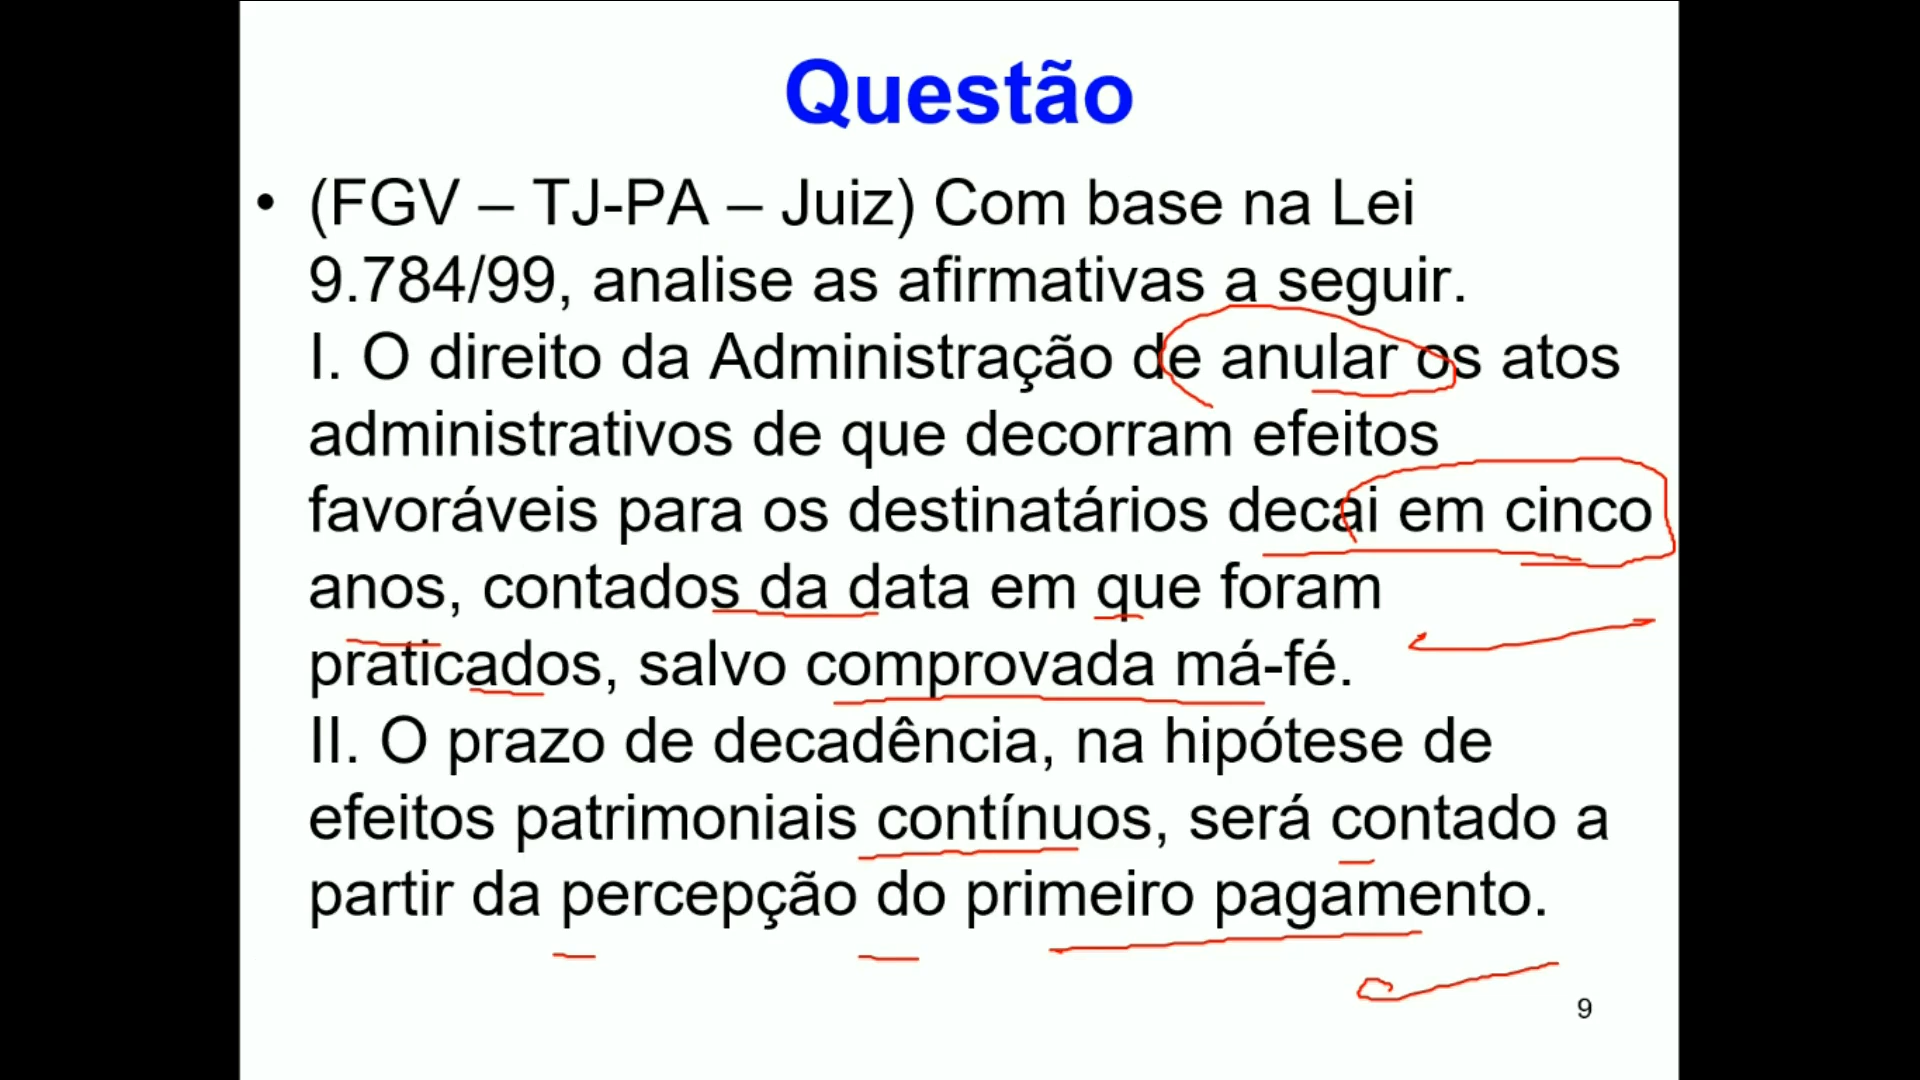 Questão
• (FGV – TJ-PA – Juiz) Com base na Lei
9.784/99, analise as afirmativas a seguir.
I. O direito da Administração de anular os atos
administrativos de que decorram efeitos
favoráveis para os destinatários decai em cinco
anos, contados da data em que foram
praticados, salvo comprovada má-fé.
II. O prazo de decadência, na hipótese de
efeitos patrimoniais contínuos, será contado a
partir da percepção do primeiro pagamento.
9